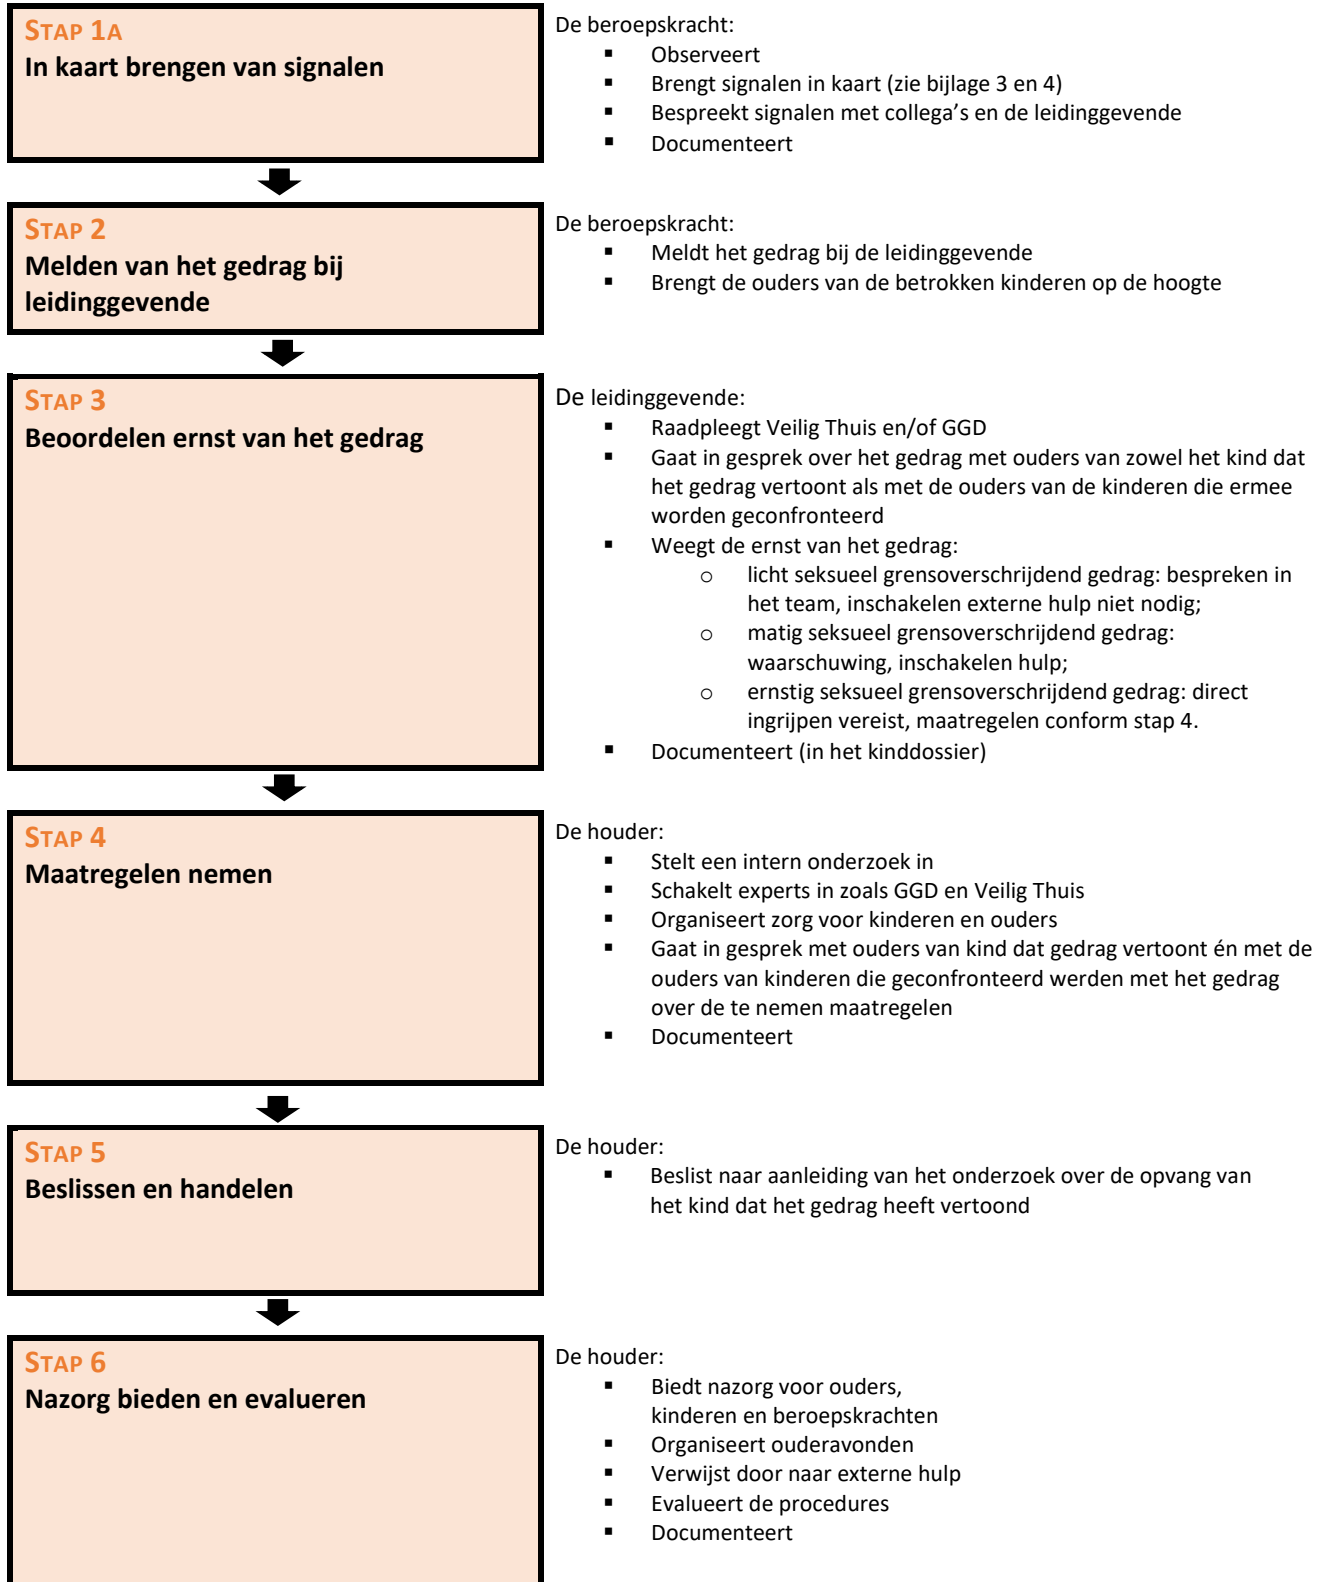 STAP 1A
In kaart brengen van signalen
De beroepskracht:
▪ Observeert
▪ Brengt signalen in kaart (zie bijlage 3 en 4)
▪ Bespreekt signalen met collega's en de leidinggevende
▪ Documenteert
STAP 2
Melden van het gedrag bij
leidinggevende
De beroepskracht:
▪ Meldt het gedrag bij de leidinggevende
▪ Brengt de ouders van de betrokken kinderen op de hoogte
STAP 3
Beoordelen ernst van het gedrag
De leidinggevende:
▪ Raadpleegt Veilig Thuis en/of GGD
▪ Gaat in gesprek over het gedrag met ouders van zowel het kind dat
het gedrag vertoont als met de ouders van de kinderen die ermee
worden geconfronteerd
▪ Weegt de ernst van het gedrag:
o licht seksueel grensoverschrijdend gedrag: bespreken in
het team, inschakelen externe hulp niet nodig;
o matig seksueel grensoverschrijdend gedrag:
waarschuwing, inschakelen hulp;
o ernstig seksueel grensoverschrijdend gedrag: direct
ingrijpen vereist, maatregelen conform stap 4.
▪ Documenteert (in het kinddossier)
STAP 4
Maatregelen nemen
De houder:
▪ Stelt een intern onderzoek in
▪ Schakelt experts in zoals GGD en Veilig Thuis
▪ Organiseert zorg voor kinderen en ouders
▪ Gaat in gesprek met ouders van kind dat gedrag vertoont én met de
ouders van kinderen die geconfronteerd werden met het gedrag
over de te nemen maatregelen
▪ Documenteert
STAP 5
Beslissen en handelen
De houder:
▪ Beslist naar aanleiding van het onderzoek over de opvang van
het kind dat het gedrag heeft vertoond
STAP 6
Nazorg bieden en evalueren
De houder:
▪ Biedt nazorg voor ouders,
kinderen en beroepskrachten
▪ Organiseert ouderavonden
▪ Verwijst door naar externe hulp
▪ Evalueert de procedures
▪ Documenteert